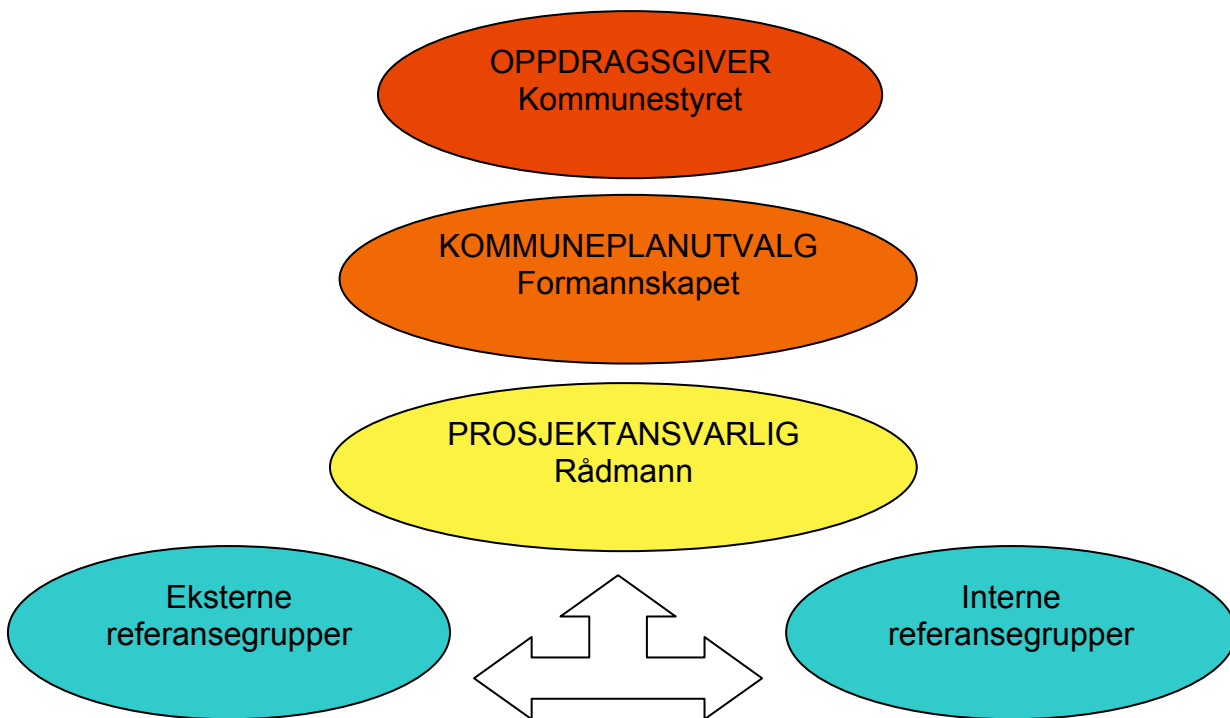 OPPDRAGSGIVER
Kommunestyret
KOMMUNEPLANUTVALG
Formannskapet
PROSJEKTANSVARLIG
Rådmann
Eksterne
referansegrupper
Interne
referansegrupper